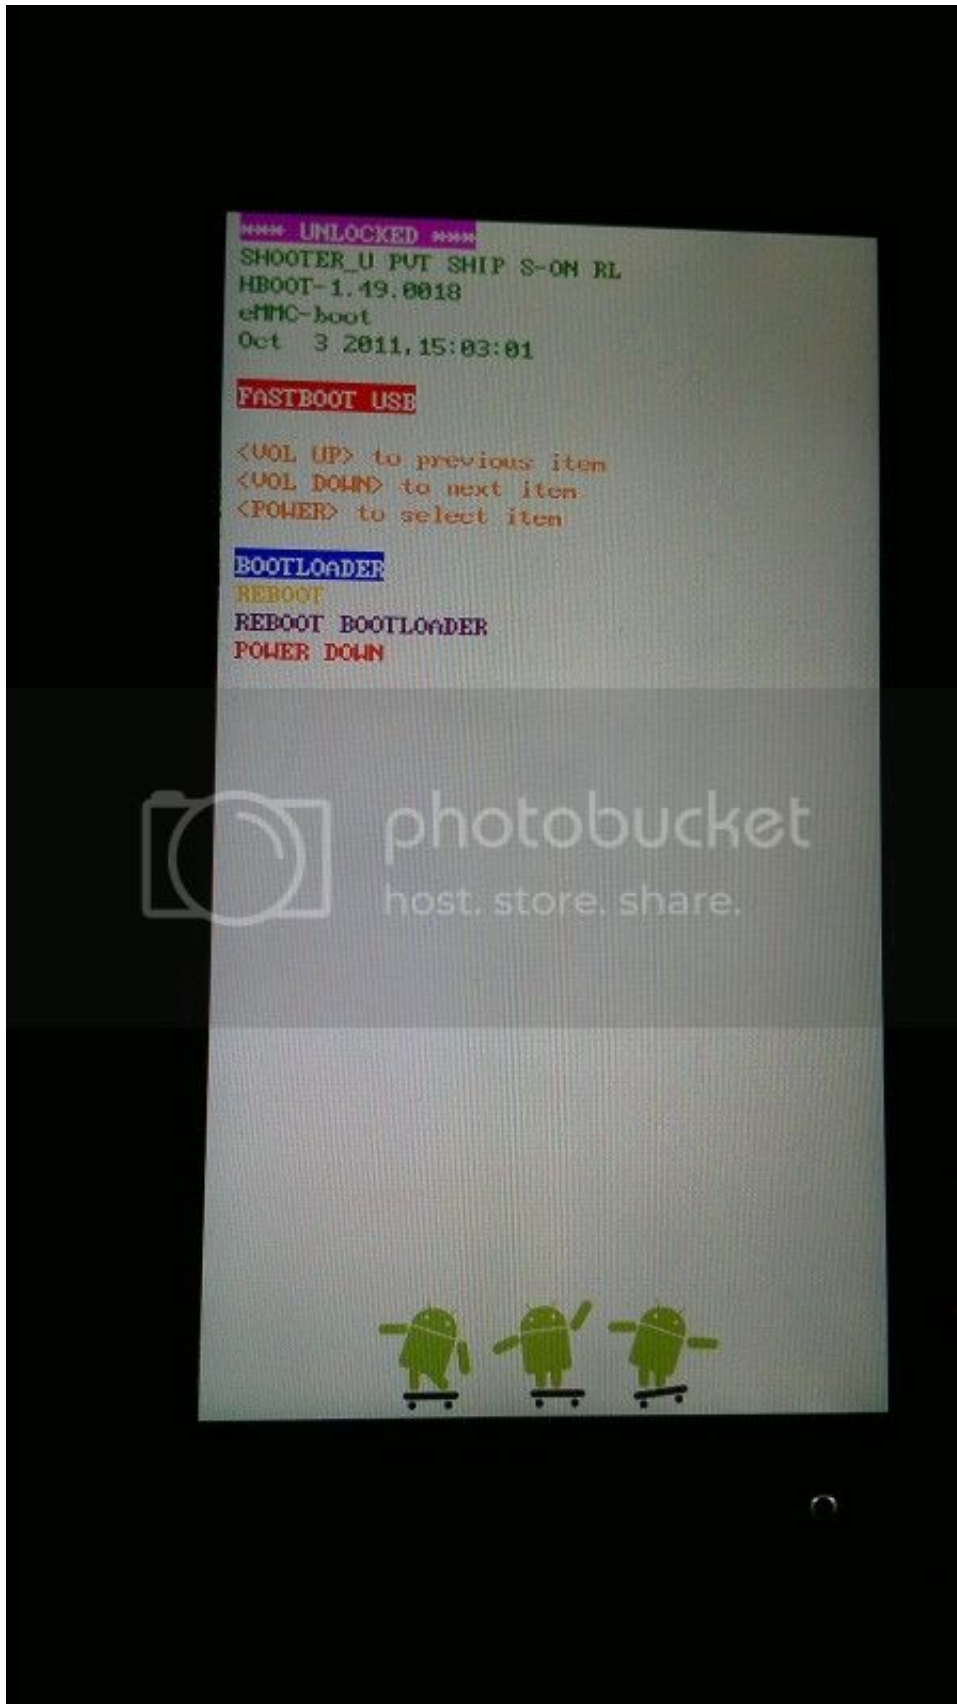 *** UNLOCKED ***
SHOOTER_U PVT SHIP S-ON RL
HBOOT-1.49.0018
eMMC-boot
Oct  3 2011,15:03:01
FASTBOOT USB
<VOL UP> to previous item
<VOL DOWN> to next item
<POWER> to select item
BOOTLOADER
REBOOT
REBOOT BOOTLOADER
POWER DOWN
photobucket
host. store. share.